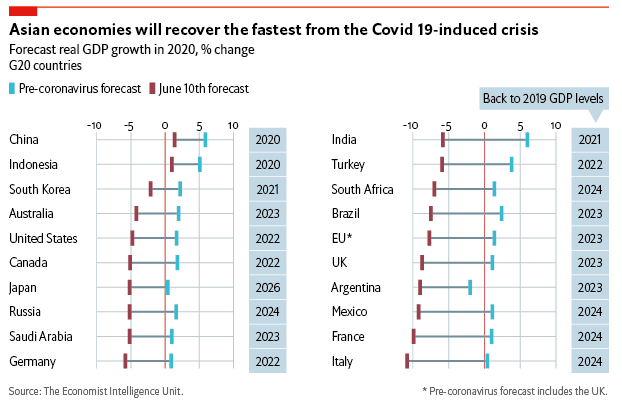 Asian economies will recover the fastest from the Covid 19-induced crisis
Forecast real GDP growth in 2020, % change
G20 countries
Pre-coronavirus forecast June 10th forecast
Back to 2019 GDP levels
-10 -5 0 5 10
China 2020
Indonesia 2020
South Korea 2021
Australia 2023
United States 2022
Canada 2022
Japan 2026
Russia 2024
Saudi Arabia 2023
Germany 2022
-10 -5 0 5 10
India 2021
Turkey 2022
South Africa 2024
Brazil 2023
EU* 2023
UK 2023
Argentina 2023
Mexico 2024
France 2024
Italy 2024
Source: The Economist Intelligence Unit.
* Pre-coronavirus forecast includes the UK.